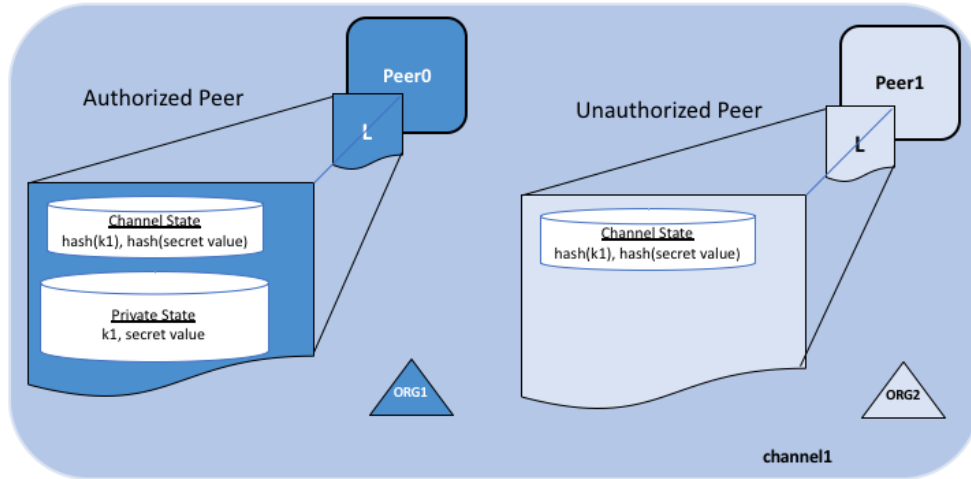 Authorized Peer
Peer0
L
Channel State
hash(k1), hash(secret value)
Private State
k1, secret value
ORG1
Unauthorized Peer
Peer1
L
Channel State
hash(k1), hash(secret value)
ORG2
channel1